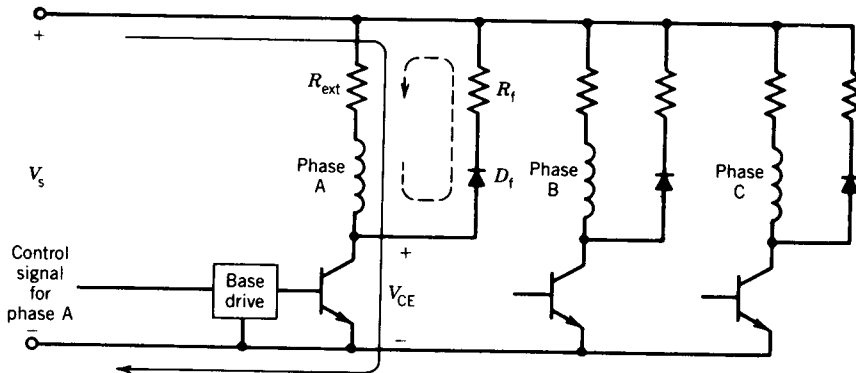 +
R_ext
R_f
Phase
A
D_f
Phase
B
Phase
C
V_s
+
Control
signal
for
phase A
Base
drive
V_CE
−
−